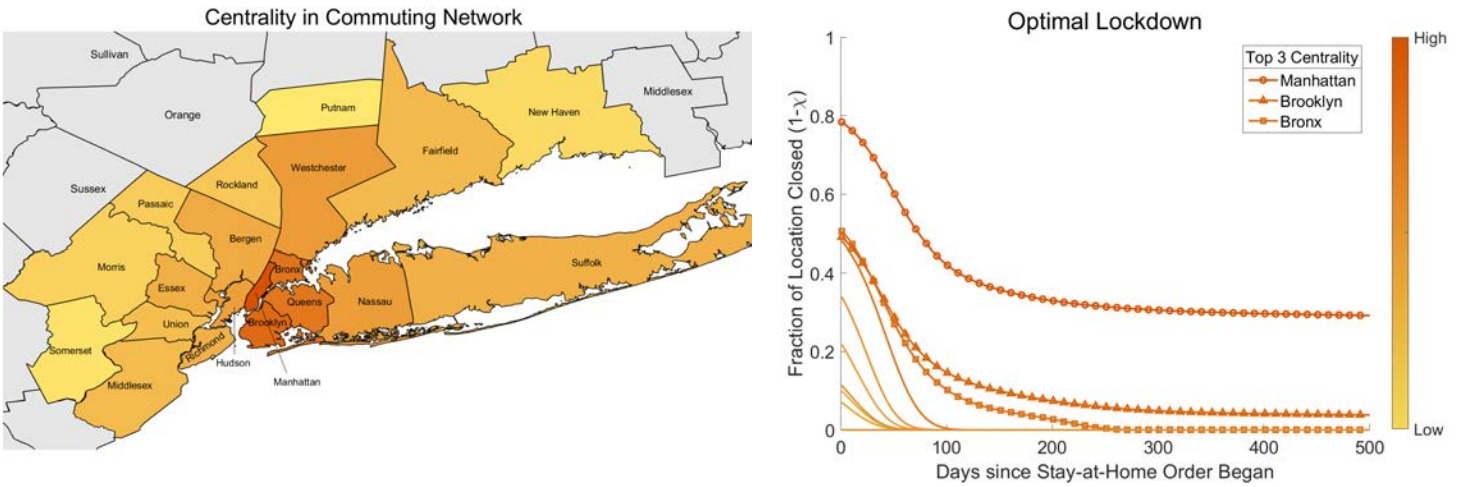 Centrality in Commuting Network
Sullivan
Orange
Putnam
New Haven
Middlesex
Fairfield
Westchester
Rockland
Sussex
Passaic
Bergen
Morris
Suffolk
Bronx
Essex
Queens
Nassau
Union
Brooklyn
Somerset
Richmond
Hudson
Middlesex
Manhattan
Optimal Lockdown
Fraction of Location Closed (1-χ)
1
0.8
0.6
0.4
0.2
0
0 100 200 300 400 500
Days since Stay-at-Home Order Began
Top 3 Centrality
Manhattan
Brooklyn
Bronx
High
Low